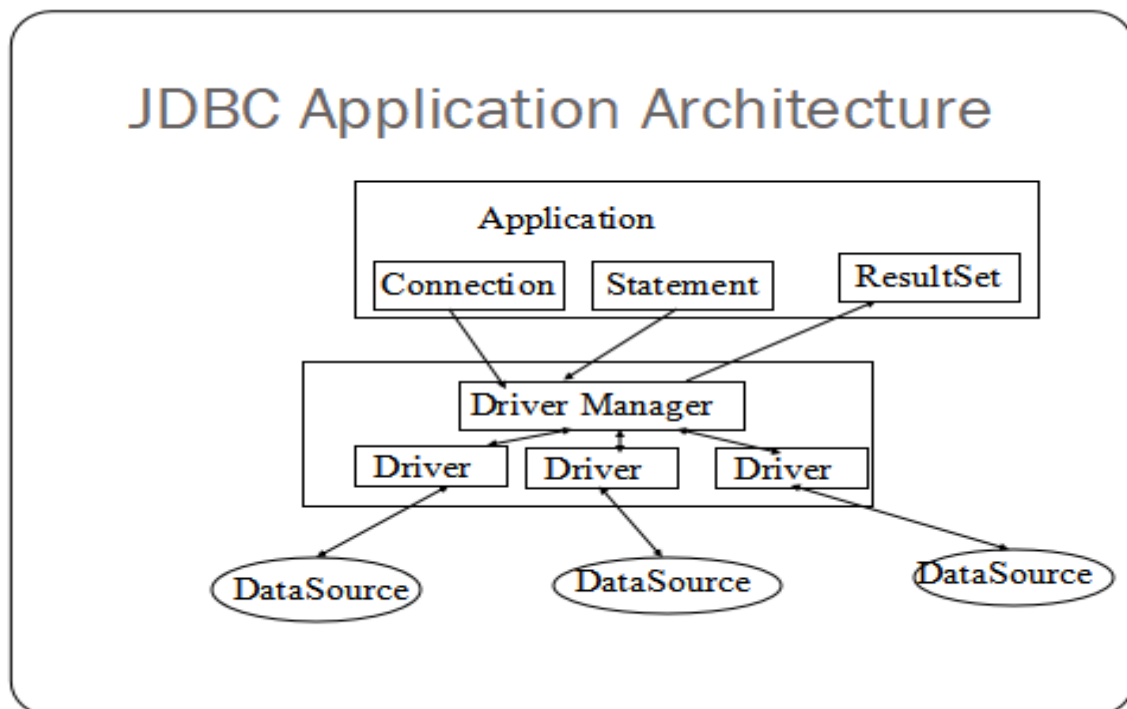 JDBC Application Architecture
Application
Connection
Statement
ResultSet
Driver Manager
Driver
Driver
Driver
DataSource
DataSource
DataSource